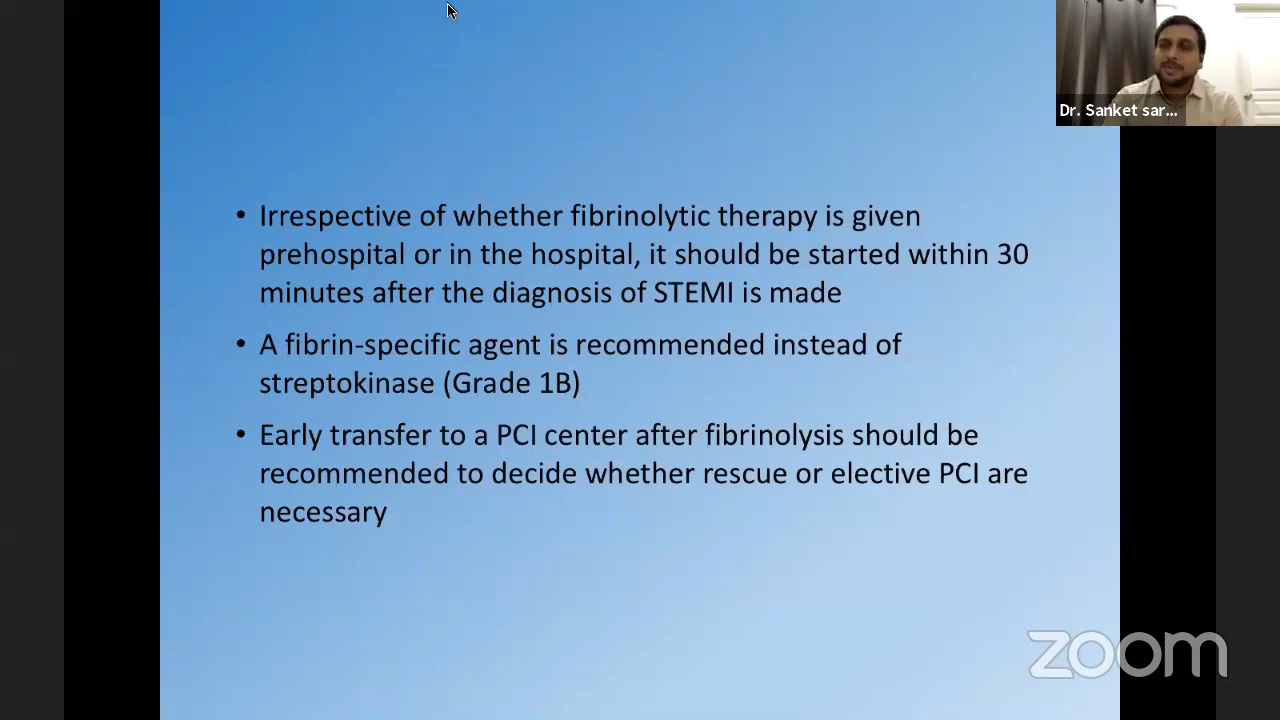 Dr. Sanket sar...
• Irrespective of whether fibrinolytic therapy is given
prehospital or in the hospital, it should be started within 30
minutes after the diagnosis of STEMI is made
• A fibrin-specific agent is recommended instead of
streptokinase (Grade 1B)
• Early transfer to a PCI center after fibrinolysis should be
recommended to decide whether rescue or elective PCI are
necessary
zoom